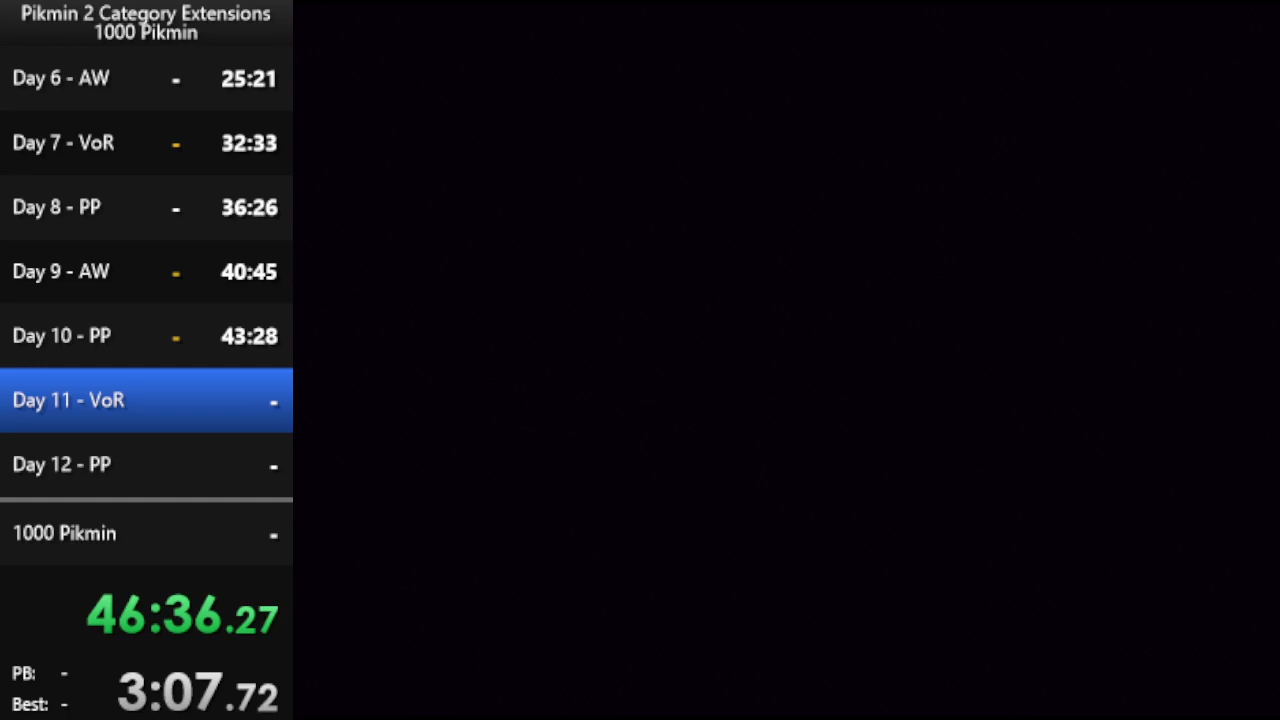 Pikmin 2 Category Extensions
1000 Pikmin
Day 6 - AW - 25:21
Day 7 - VoR - 32:33
Day 8 - PP - 36:26
Day 9 - AW - 40:45
Day 10 - PP - 43:28
Day 11 - VoR -
Day 12 - PP -
1000 Pikmin -
46:36.27
PB: -
Best: -
3:07.72